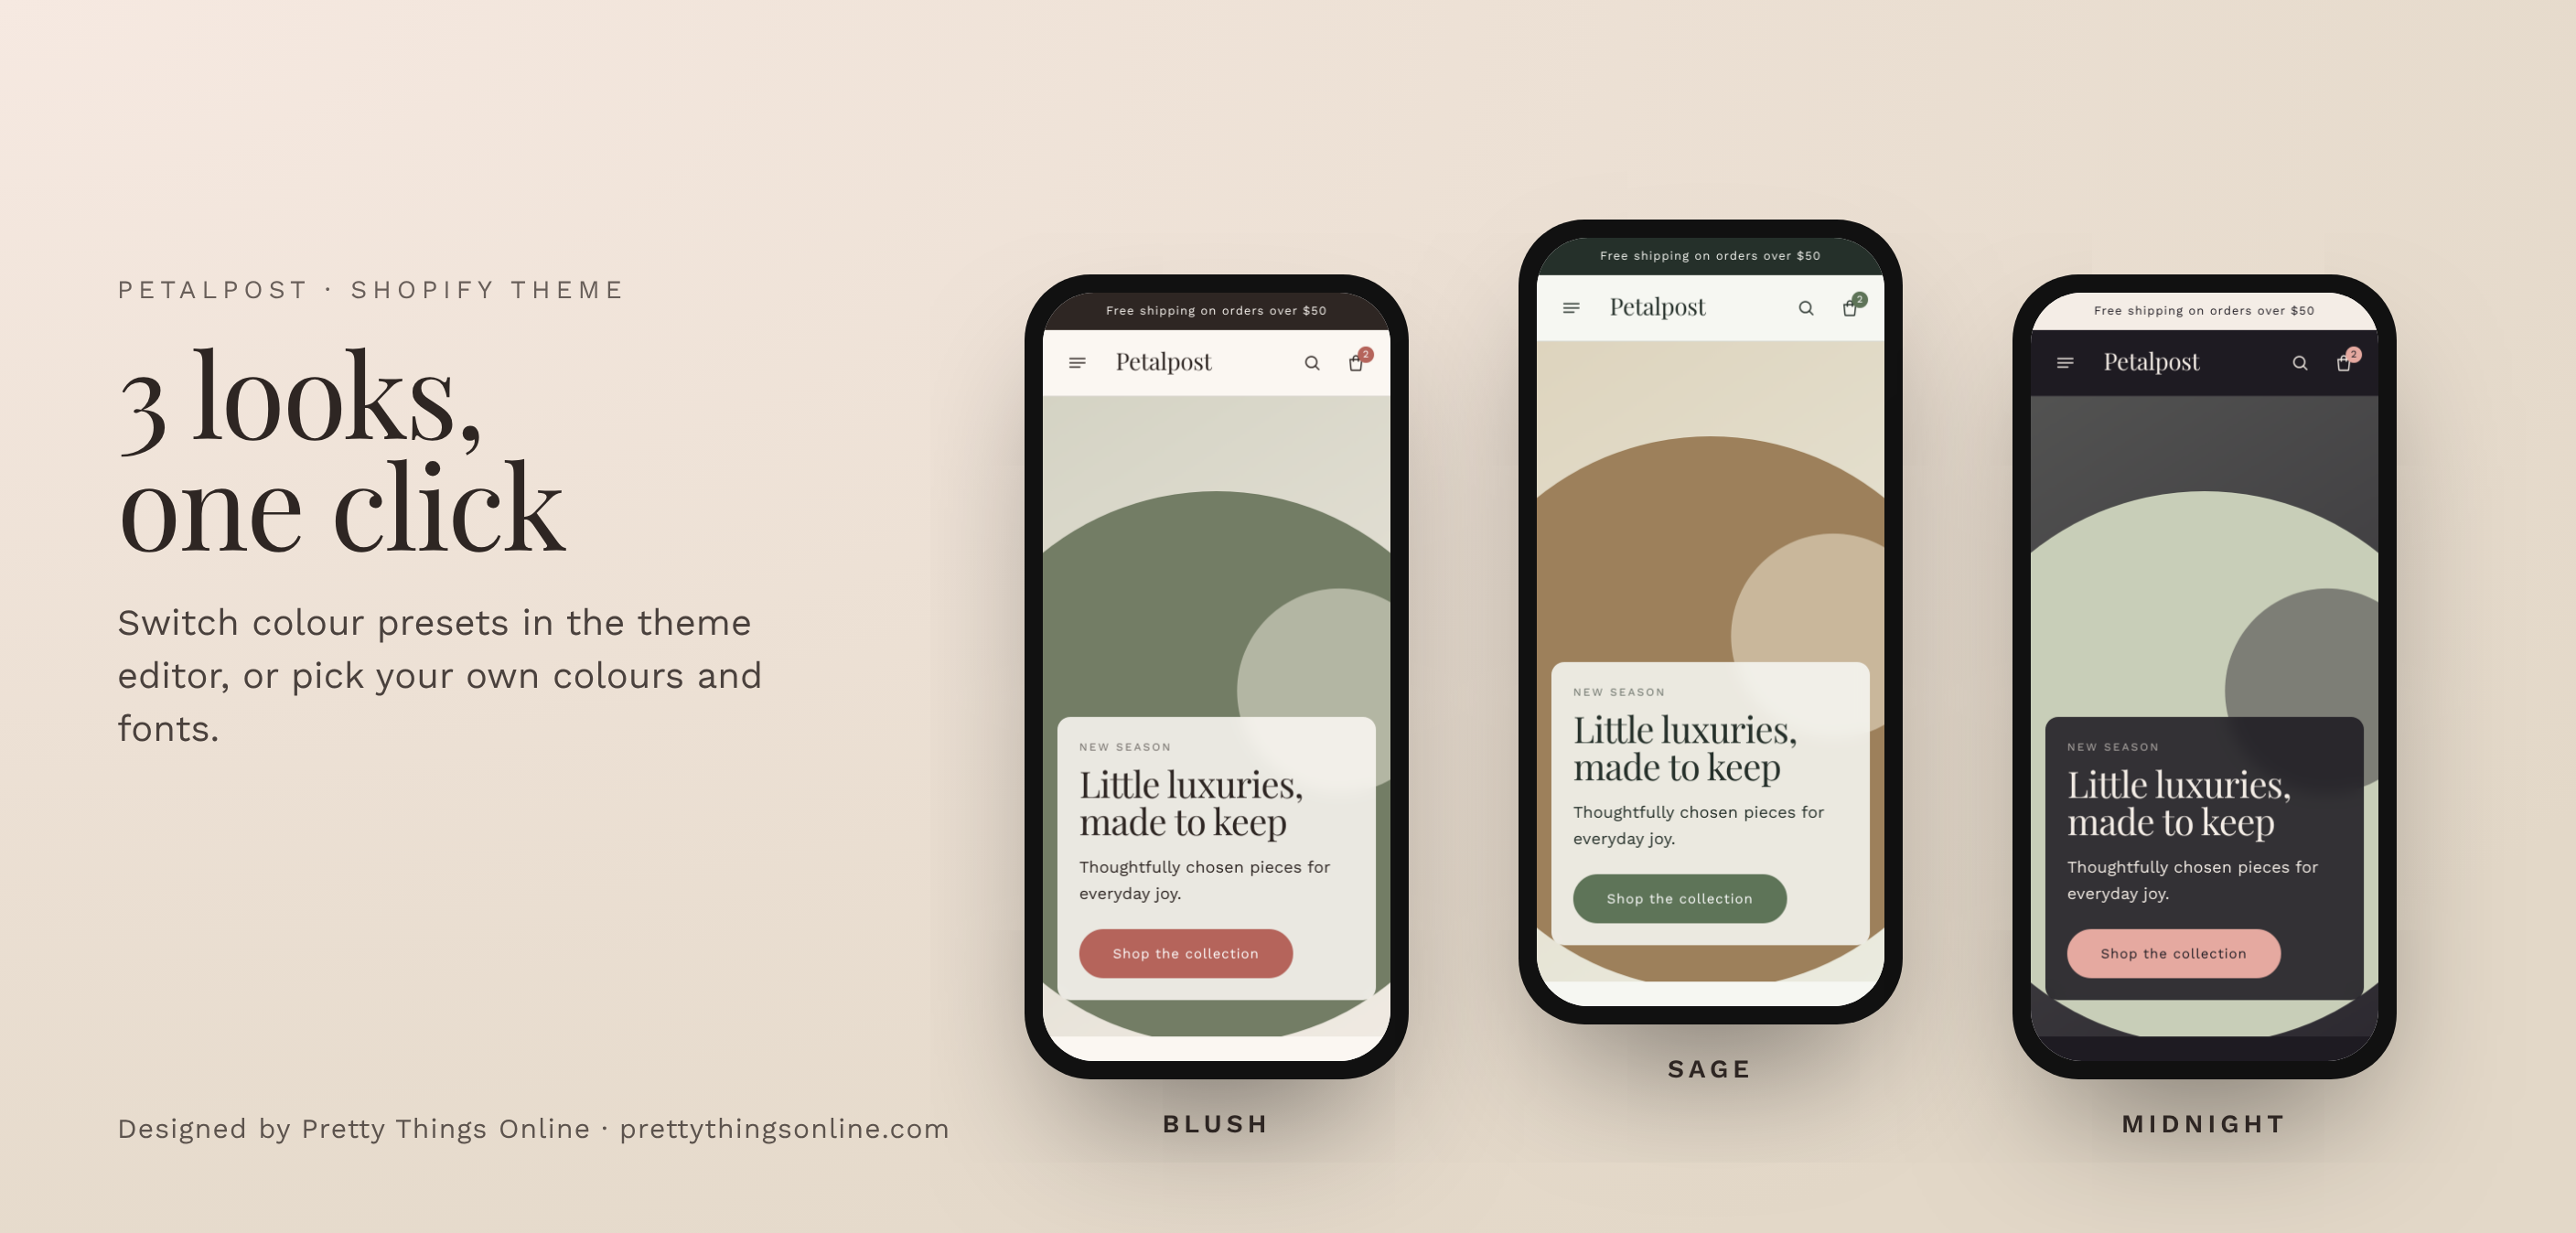 PETALPOST · SHOPIFY THEME
3 looks,
one click
Switch colour presets in the theme
editor, or pick your own colours and
fonts.
Designed by Pretty Things Online · prettythingsonline.com
Free shipping on orders over $50
Petalpost
2
NEW SEASON
Little luxuries,
made to keep
Thoughtfully chosen pieces for
everyday joy.
Shop the collection
BLUSH
Free shipping on orders over $50
Petalpost
2
NEW SEASON
Little luxuries,
made to keep
Thoughtfully chosen pieces for
everyday joy.
Shop the collection
SAGE
Free shipping on orders over $50
Petalpost
2
NEW SEASON
Little luxuries,
made to keep
Thoughtfully chosen pieces for
everyday joy.
Shop the collection
MIDNIGHT